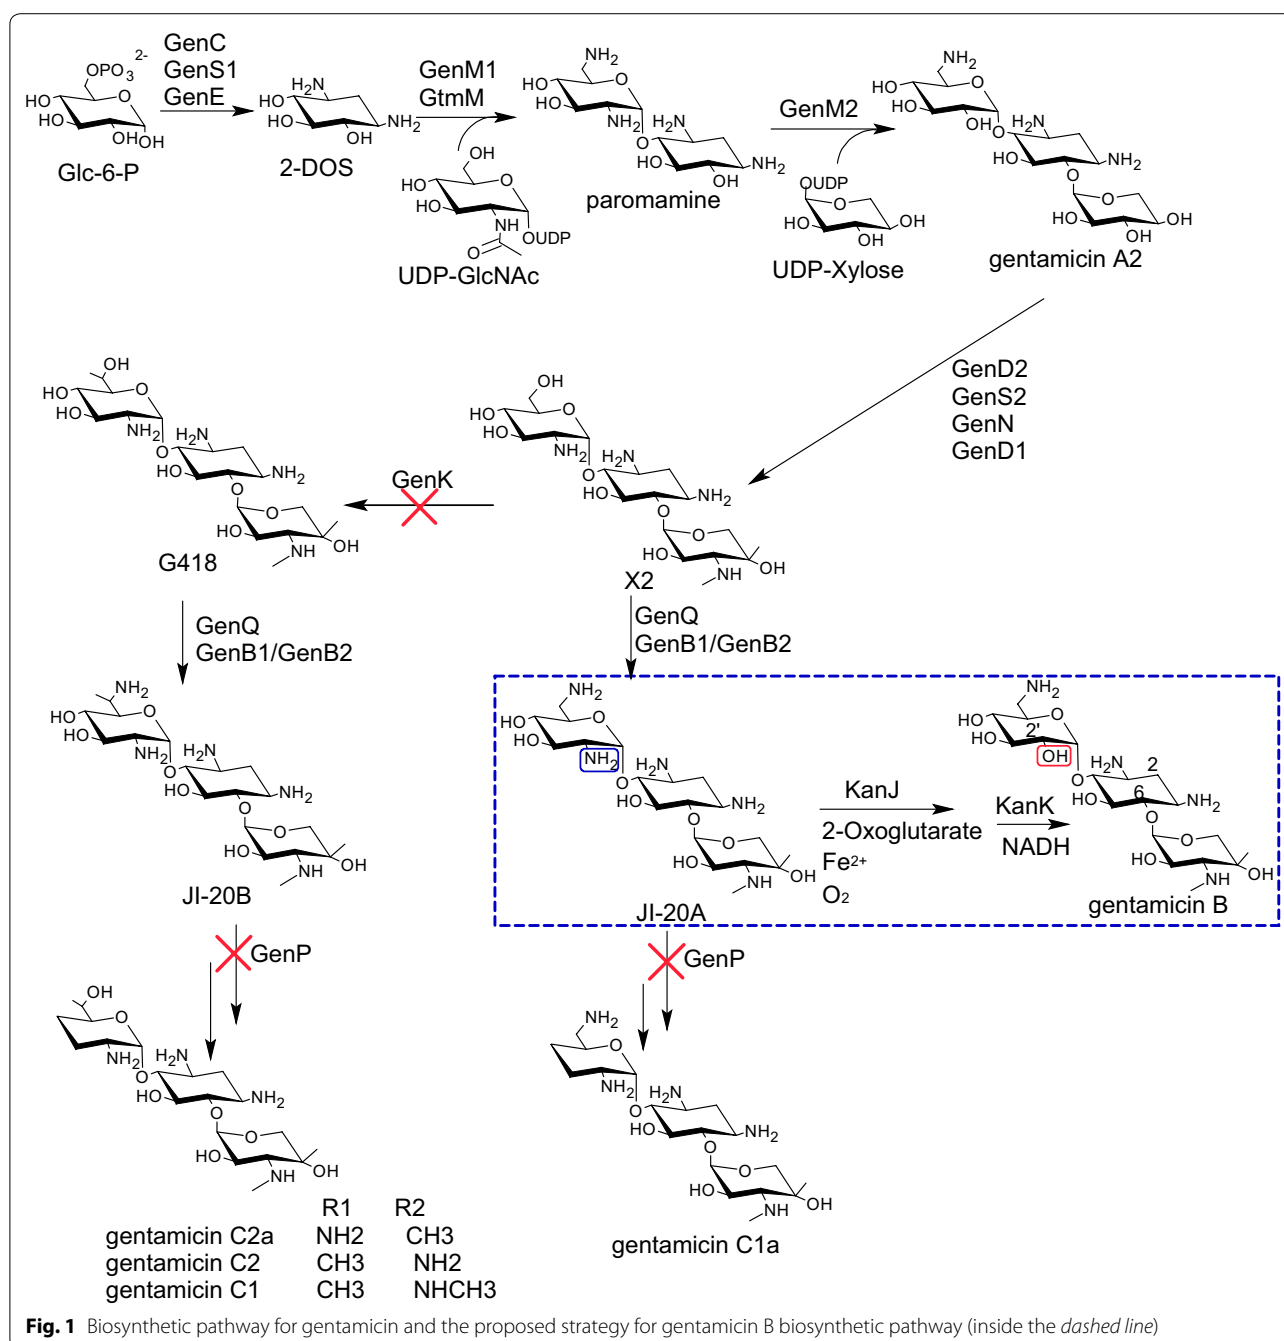 GenC
GenS1
GenE
GenM1
GtmM
GenM2
OPO3 2-
HO
HO
OH
OH
O
Glc-6-P
H2N
HO
HO
OH
NH2
2-DOS
OH
HO
HO
O
NH
O
OUDP
UDP-GlcNAc
NH2
HO
HO
O
NH2
H2N
O
HO
OH
NH2
paromamine
OUDP
O
HO
OH
OH
UDP-Xylose
NH2
HO
HO
O
OH
O
H2N
HO
NH2
O
O
HO
OH
OH
gentamicin A2
GenD2
GenS2
GenN
GenD1
OH
HO
HO
O
NH2
H2N
O
HO
NH2
O
O
HO
NH
OH
G418
GenK
OH
HO
HO
O
NH2
H2N
O
HO
NH2
O
O
HO
NH
OH
X2
GenQ
GenB1/GenB2
GenQ
GenB1/GenB2
NH2
HO
HO
O
NH2
H2N
O
HO
NH2
O
O
HO
NH
OH
JI-20B
NH2
HO
HO
O
NH2
H2N
O
HO
NH2
O
O
HO
NH
OH
JI-20A
KanJ
2-Oxoglutarate
Fe2+
O2
KanK
NADH
NH2
HO
HO
O
2'
OH
H2N
2
O
HO
6
NH2
O
O
HO
NH
OH
gentamicin B
GenP
GenP
OH
O
NH2
H2N
O
HO
NH2
O
O
HO
NH
OH
NH2
O
NH2
H2N
O
HO
NH2
O
O
HO
NH
OH
gentamicin C1a
R1 R2
gentamicin C2a NH2 CH3
gentamicin C2 CH3 NH2
gentamicin C1 CH3 NHCH3
Fig. 1 Biosynthetic pathway for gentamicin and the proposed strategy for gentamicin B biosynthetic pathway (inside the dashed line)